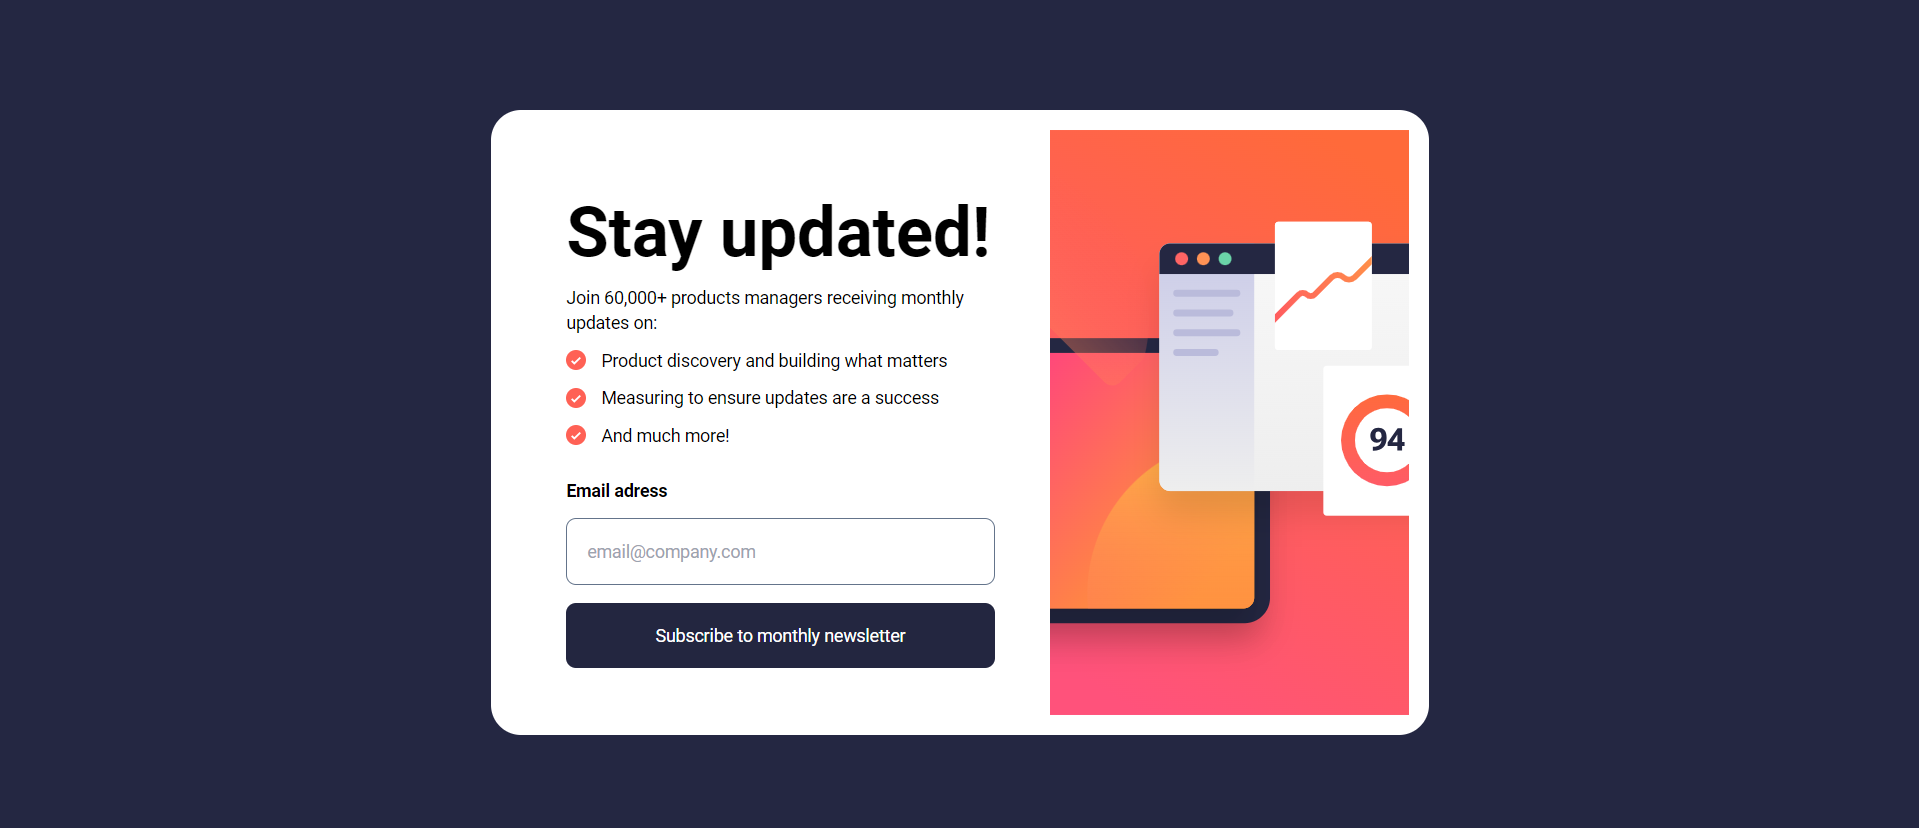 Stay updated!
Join 60,000+ products managers receiving monthly
updates on:
Product discovery and building what matters
Measuring to ensure updates are a success
And much more!
Email adress
email@company.com
Subscribe to monthly newsletter
94